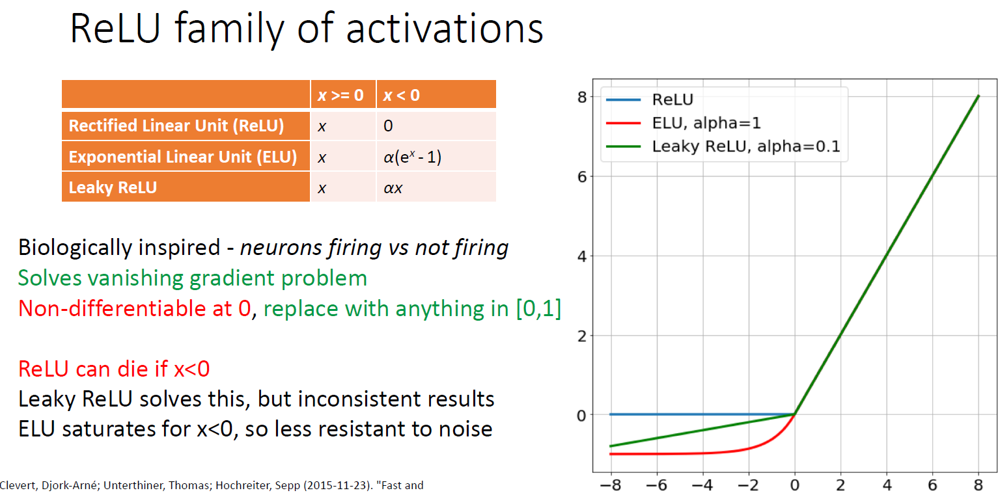 ReLU family of activations
x >= 0 x < 0
Rectified Linear Unit (ReLU) x 0
Exponential Linear Unit (ELU) x α(eˣ - 1)
Leaky ReLU x αx
Biologically inspired - neurons firing vs not firing
Solves vanishing gradient problem
Non-differentiable at 0, replace with anything in [0,1]
ReLU can die if x<0
Leaky ReLU solves this, but inconsistent results
ELU saturates for x<0, so less resistant to noise
Clevert, Djork-Arné; Unterthiner, Thomas; Hochreiter, Sepp (2015-11-23). "Fast and
ReLU
ELU, alpha=1
Leaky ReLU, alpha=0.1
8
6
4
2
0
−8 −6 −4 −2 0 2 4 6 8